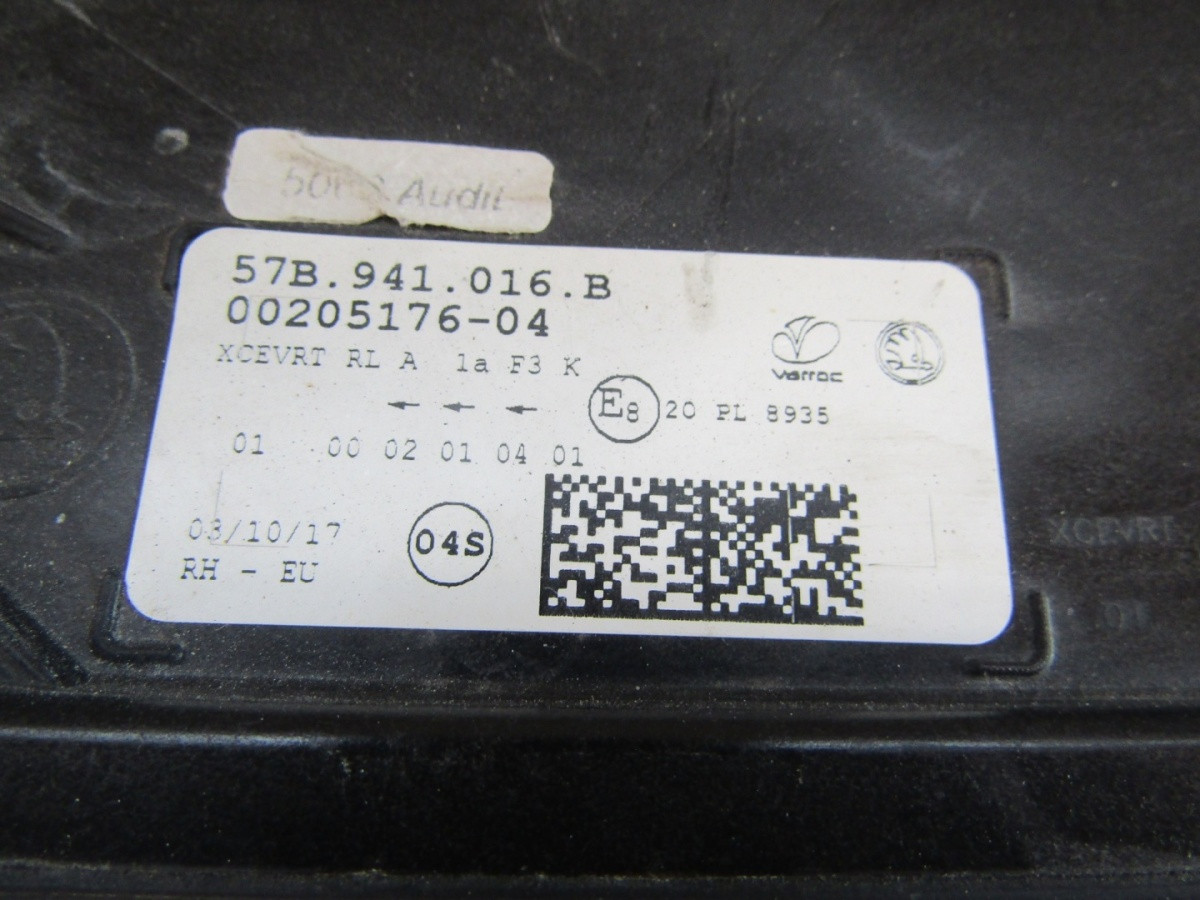 Audi
57B.941.016.B
00205176-04
XCEVRT RL A 1a F3 K
varroc
← ← ← E8 20 PL 8935
01 00 02 01 04 01
03/10/17
04S
RH - EU
XCEVRT